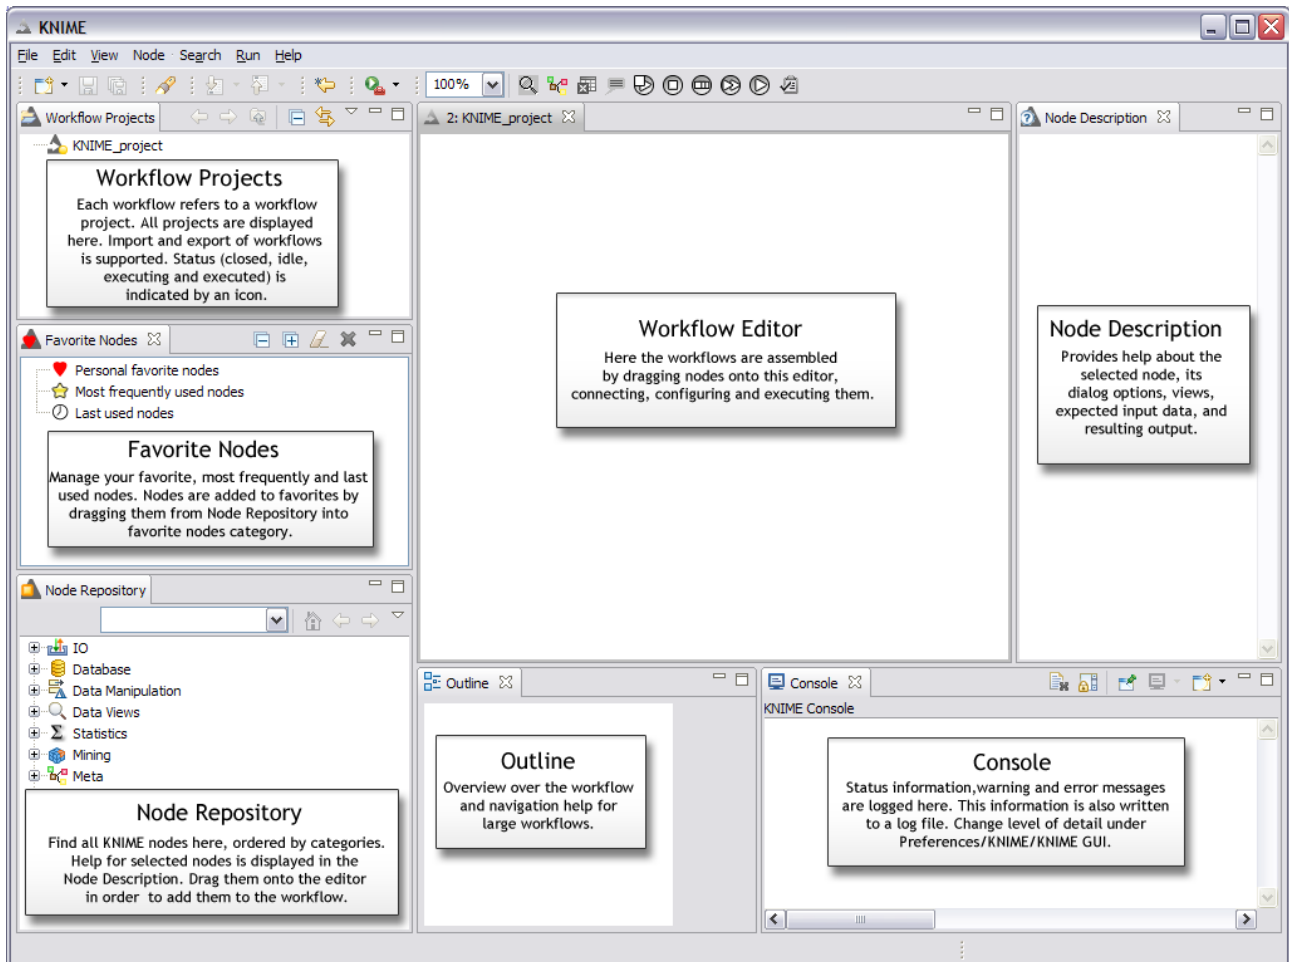 KNIME
File Edit View Node Search Run Help
100%
Workflow Projects
KNIME_project
Workflow Projects
Each workflow refers to a workflow
project. All projects are displayed
here. Import and export of workflows
is supported. Status (closed, idle,
executing and executed) is
indicated by an icon.
Favorite Nodes
Personal favorite nodes
Most frequently used nodes
Last used nodes
Favorite Nodes
Manage your favorite, most frequently and last
used nodes. Nodes are added to favorites by
dragging them from Node Repository into
favorite nodes category.
Node Repository
IO
Database
Data Manipulation
Data Views
Statistics
Mining
Meta
Node Repository
Find all KNIME nodes here, ordered by categories.
Help for selected nodes is displayed in the
Node Description. Drag them onto the editor
in order to add them to the workflow.
2: KNIME_project
Workflow Editor
Here the workflows are assembled
by dragging nodes onto this editor,
connecting, configuring and executing them.
Node Description
Node Description
Provides help about the
selected node, its
dialog options, views,
expected input data, and
resulting output.
Outline
Outline
Overview over the workflow
and navigation help for
large workflows.
Console
KNIME Console
Console
Status information,warning and error messages
are logged here. This information is also written
to a log file. Change level of detail under
Preferences/KNIME/KNIME GUI.